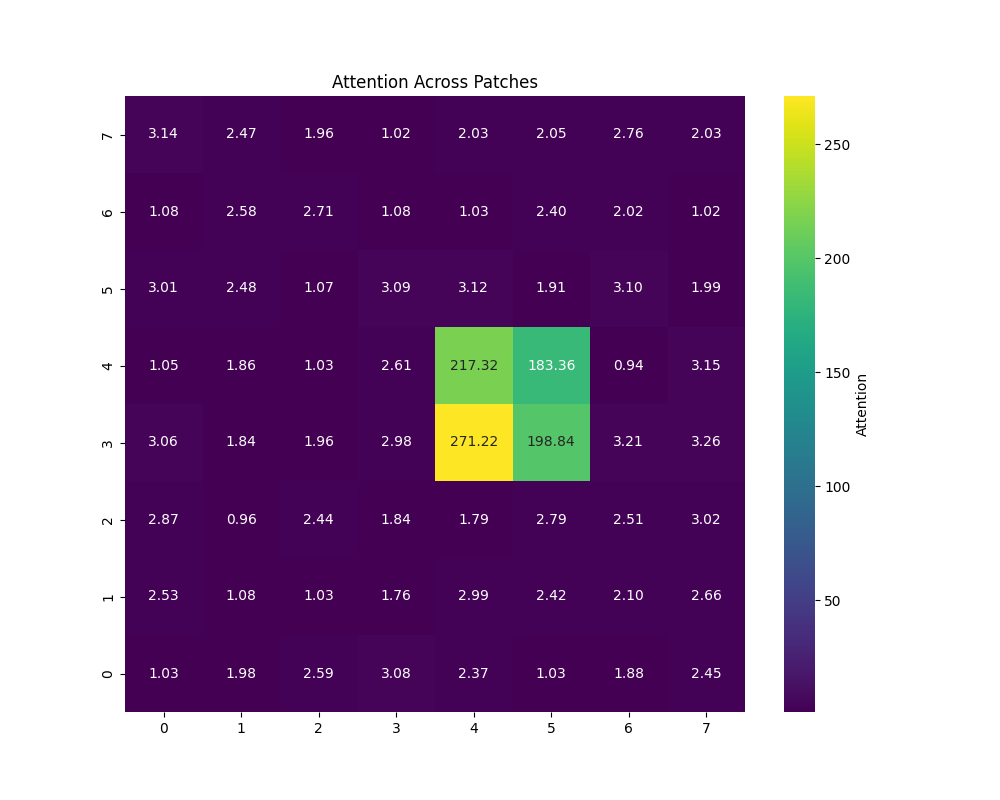 Attention Across Patches
7 3.14 2.47 1.96 1.02 2.03 2.05 2.76 2.03
250
6 1.08 2.58 2.71 1.08 1.03 2.40 2.02 1.02
200
5 3.01 2.48 1.07 3.09 3.12 1.91 3.10 1.99
4 1.05 1.86 1.03 2.61 217.32 183.36 0.94 3.15
150
Attention
3 3.06 1.84 1.96 2.98 271.22 198.84 3.21 3.26
100
2 2.87 0.96 2.44 1.84 1.79 2.79 2.51 3.02
1 2.53 1.08 1.03 1.76 2.99 2.42 2.10 2.66
50
0 1.03 1.98 2.59 3.08 2.37 1.03 1.88 2.45
0 1 2 3 4 5 6 7